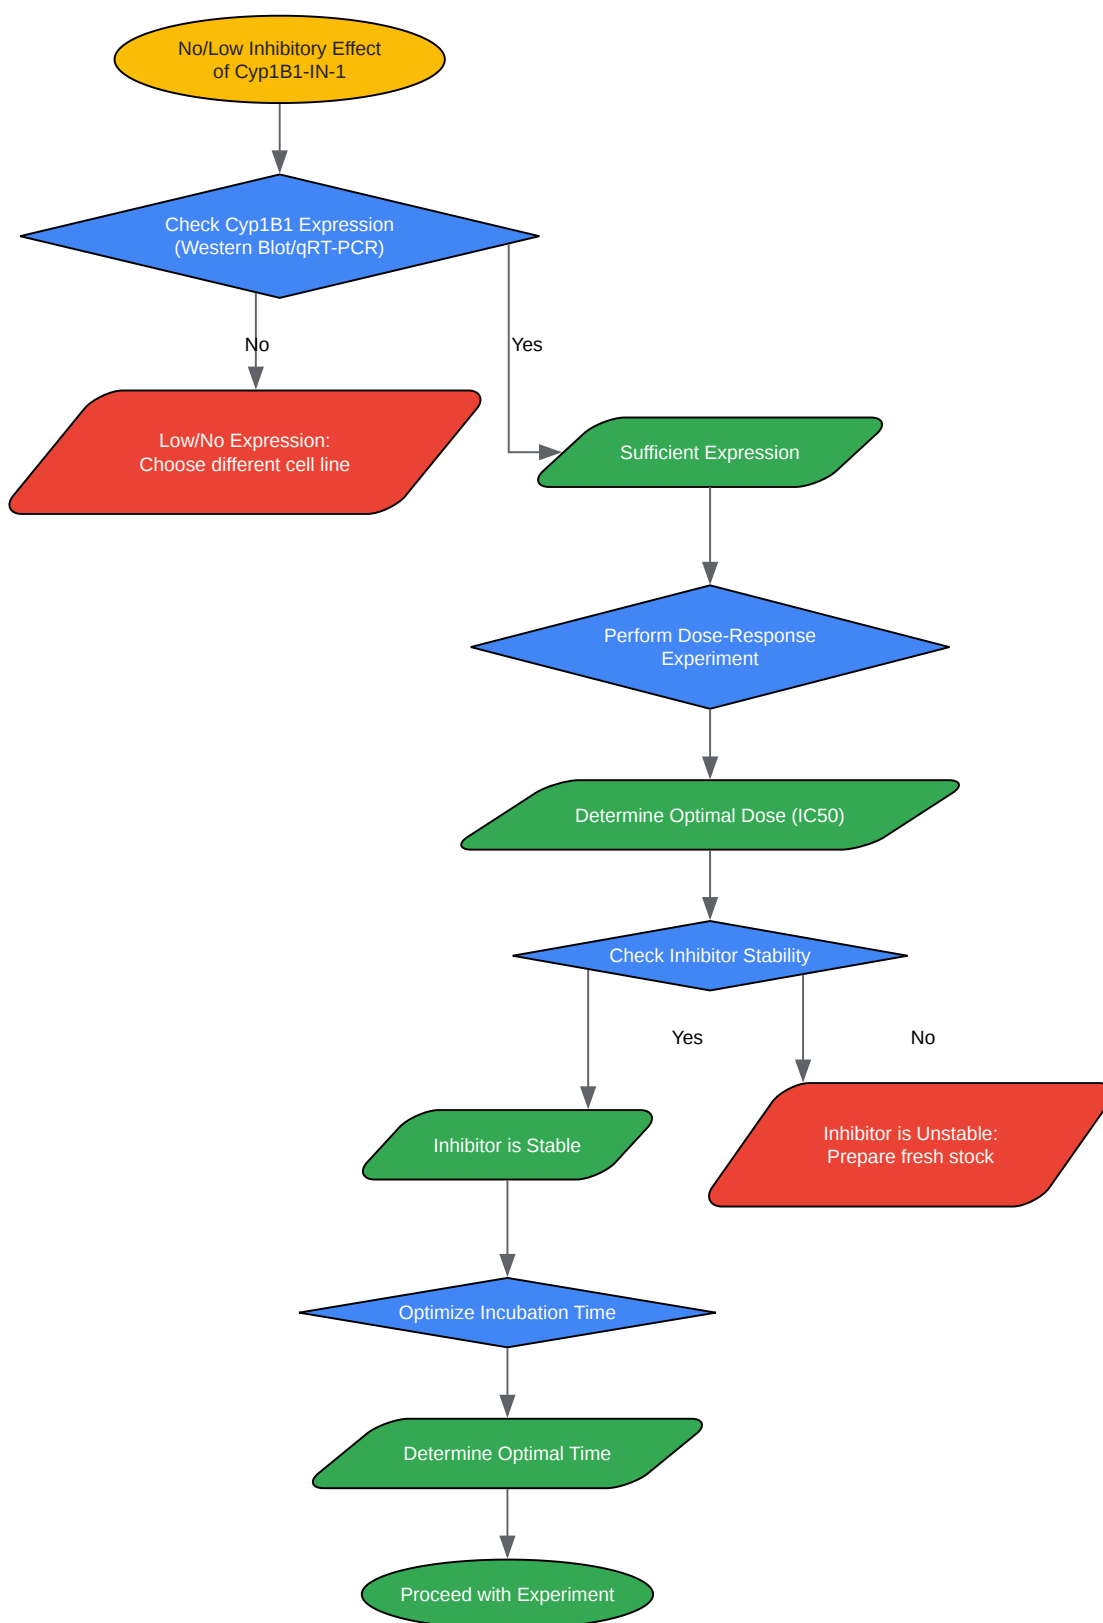 No/Low Inhibitory Effect
of Cyp1B1-IN-1
Check Cyp1B1 Expression
(Western Blot/qRT-PCR)
No
Yes
Low/No Expression:
Choose different cell line
Sufficient Expression
Perform Dose-Response
Experiment
Determine Optimal Dose (IC50)
Check Inhibitor Stability
Yes
No
Inhibitor is Stable
Inhibitor is Unstable:
Prepare fresh stock
Optimize Incubation Time
Determine Optimal Time
Proceed with Experiment